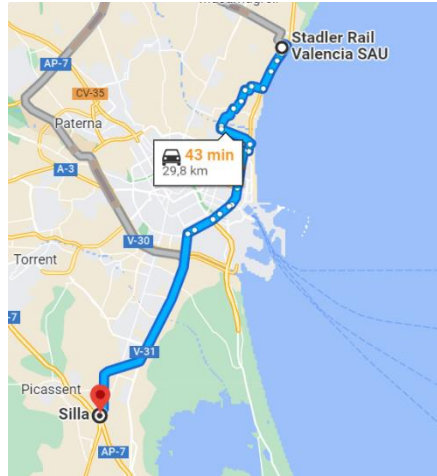 Stadler Rail
Valencia SAU
AP-7
CV-35
Paterna
43 min
29,8 km
A-3
V-30
Torrent
V-31
Picassent
Silla
AP-7